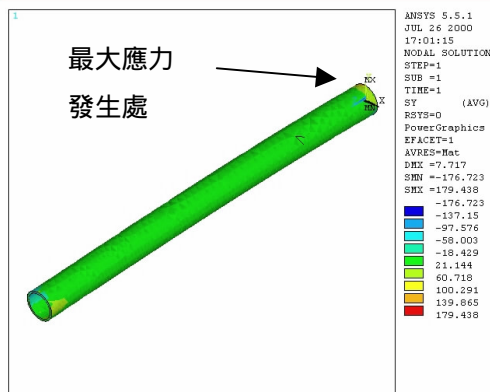 1
最大應力
發生處
MX
X
MN
ANSYS 5.5.1
JUL 26 2000
17:01:15
NODAL SOLUTION
STEP=1
SUB =1
TIME=1
SY (AVG)
RSYS=0
PowerGraphics
EFACET=1
AVRES=Mat
DMX =7.717
SMN =-176.723
SMX =179.438
-176.723
-137.15
-97.576
-58.003
-18.429
21.144
60.718
100.291
139.865
179.438